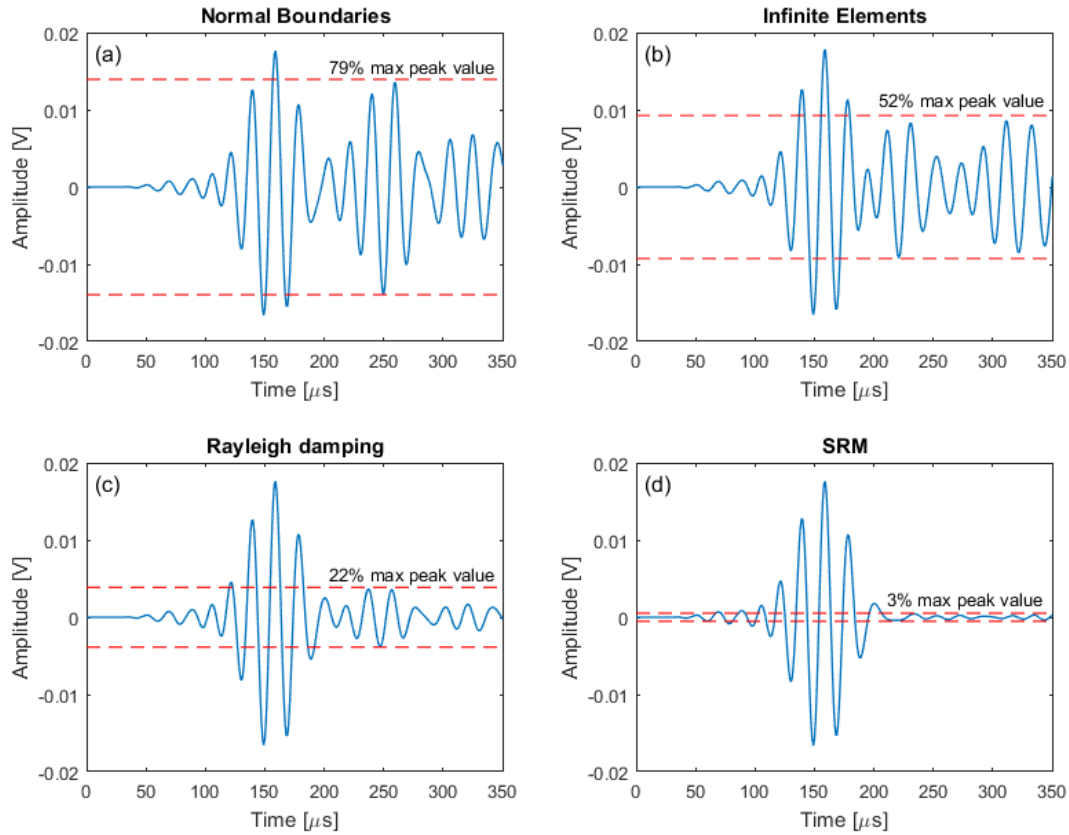 Normal Boundaries
(a)
79% max peak value
0.02
0.01
0
-0.01
-0.02
Amplitude [V]
0 50 100 150 200 250 300 350
Time [μs]
Infinite Elements
(b)
52% max peak value
0.02
0.01
0
-0.01
-0.02
Amplitude [V]
0 50 100 150 200 250 300 350
Time [μs]
Rayleigh damping
(c)
22% max peak value
0.02
0.01
0
-0.01
-0.02
Amplitude [V]
0 50 100 150 200 250 300 350
Time [μs]
SRM
(d)
3% max peak value
0.02
0.01
0
-0.01
-0.02
Amplitude [V]
0 50 100 150 200 250 300 350
Time [μs]